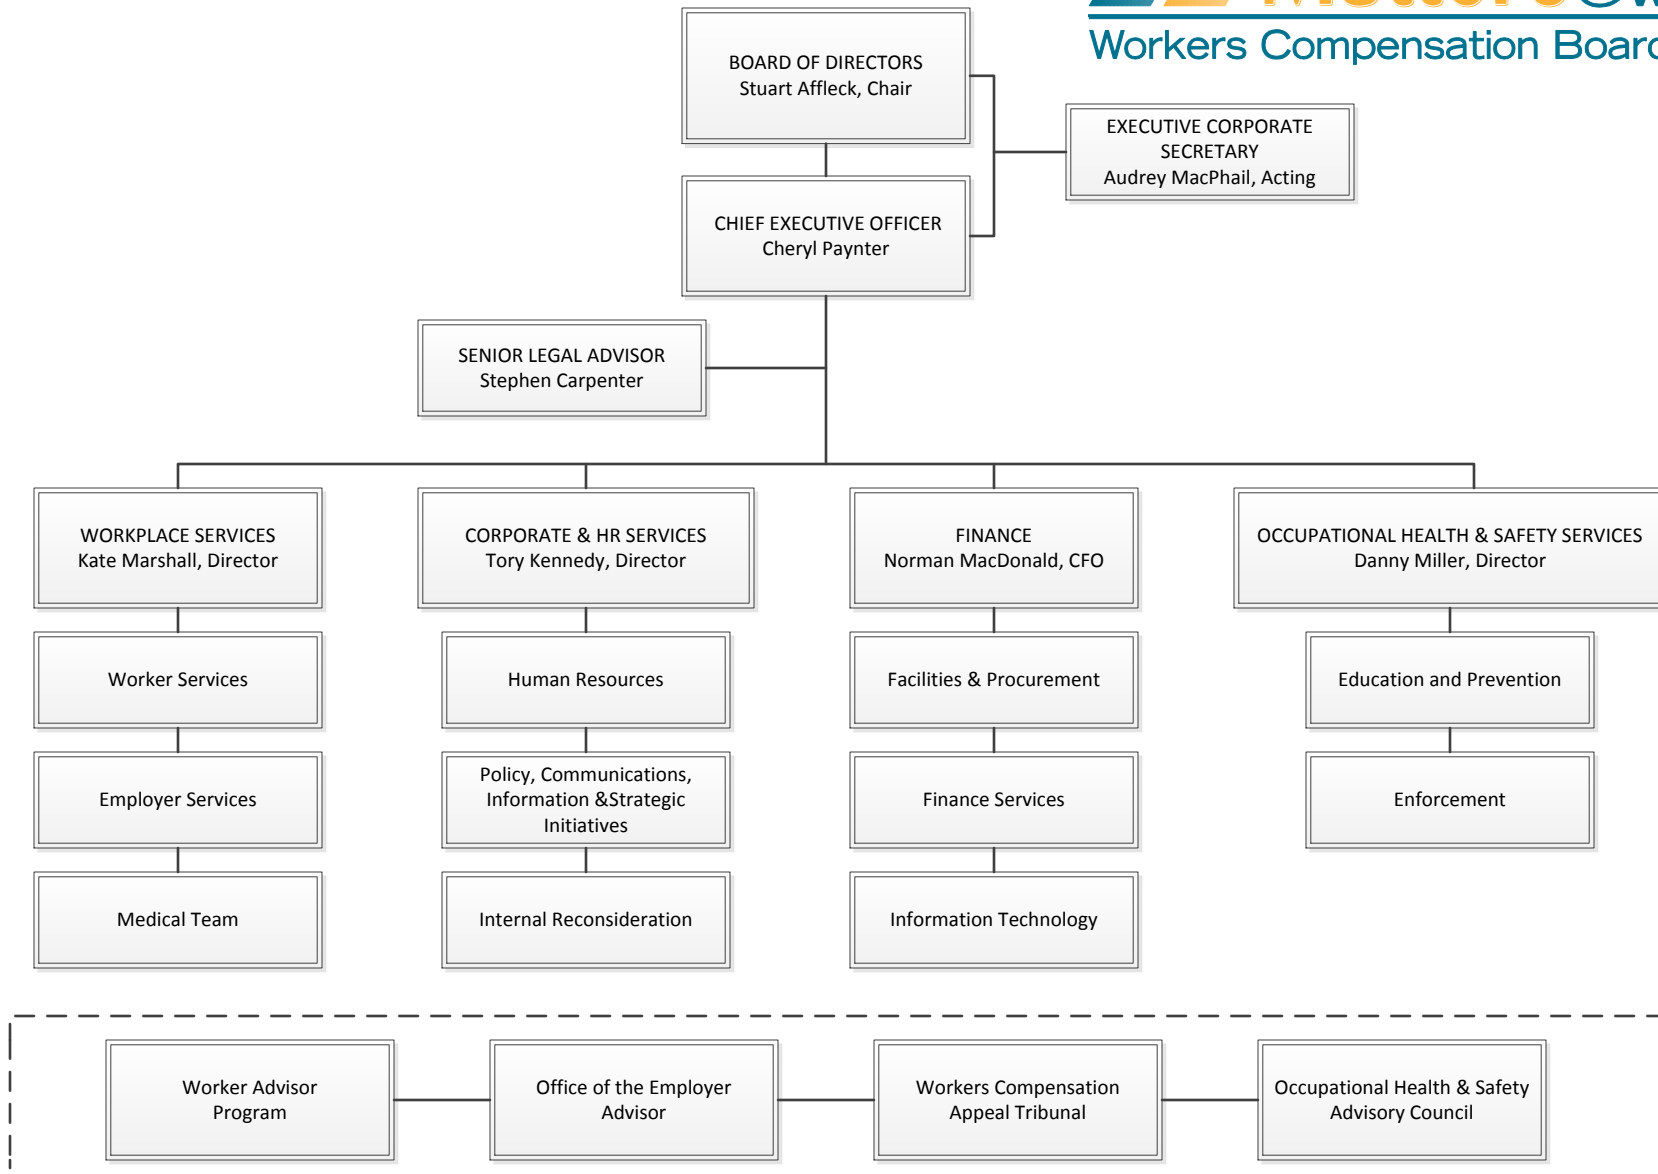 Workers Compensation Board
BOARD OF DIRECTORS
Stuart Affleck, Chair
EXECUTIVE CORPORATE
SECRETARY
Audrey MacPhail, Acting
CHIEF EXECUTIVE OFFICER
Cheryl Paynter
SENIOR LEGAL ADVISOR
Stephen Carpenter
WORKPLACE SERVICES
Kate Marshall, Director
CORPORATE & HR SERVICES
Tory Kennedy, Director
FINANCE
Norman MacDonald, CFO
OCCUPATIONAL HEALTH & SAFETY SERVICES
Danny Miller, Director
Worker Services
Human Resources
Facilities & Procurement
Education and Prevention
Employer Services
Policy, Communications,
Information &Strategic
Initiatives
Finance Services
Enforcement
Medical Team
Internal Reconsideration
Information Technology
Worker Advisor
Program
Office of the Employer
Advisor
Workers Compensation
Appeal Tribunal
Occupational Health & Safety
Advisory Council